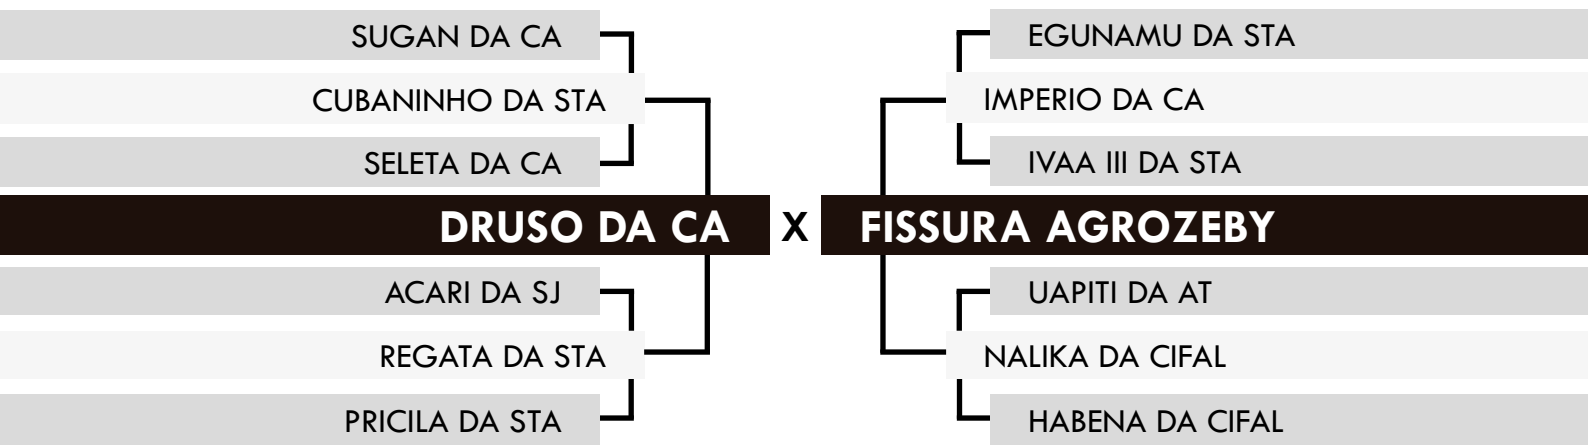 SUGAN DA CA
CUBANINHO DA STA
SELETA DA CA
EGUNAMU DA STA
IMPERIO DA CA
IVAA III DA STA
DRUSO DA CA X FISSURA AGROZEBY
ACARI DA SJ
REGATA DA STA
PRICILA DA STA
UAPITI DA AT
NALIKA DA CIFAL
HABENA DA CIFAL